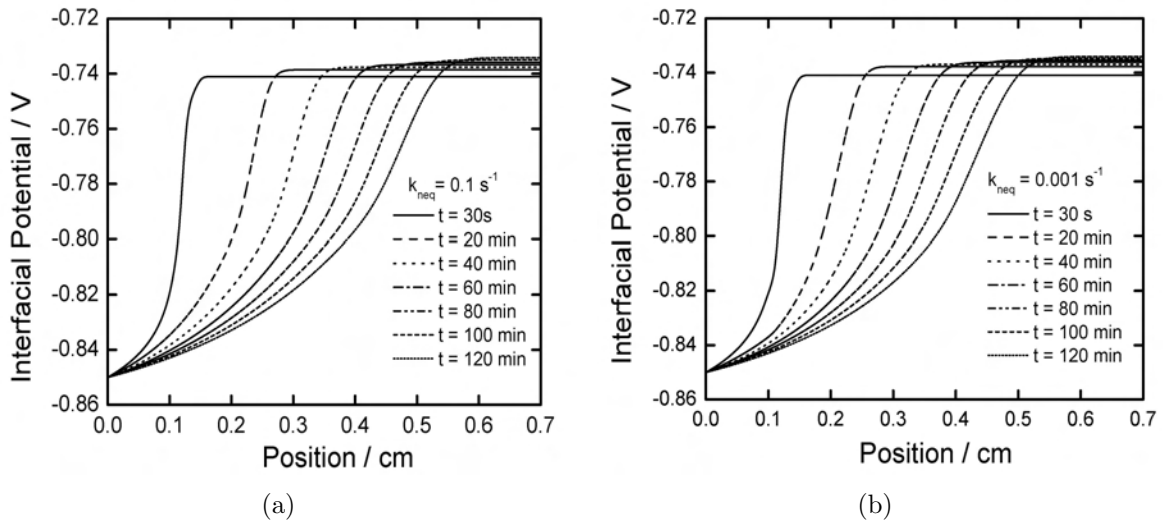 -0.72
-0.74
-0.76
-0.78
-0.80
-0.82
-0.84
-0.86
Interfacial Potential / V
k_neq = 0.1 s⁻¹
t = 30s
t = 20 min
t = 40 min
t = 60 min
t = 80 min
t = 100 min
t = 120 min
0.0 0.1 0.2 0.3 0.4 0.5 0.6 0.7
Position / cm
(a)
-0.72
-0.74
-0.76
-0.78
-0.80
-0.82
-0.84
-0.86
Interfacial Potential / V
k_neq = 0.001 s⁻¹
t = 30 s
t = 20 min
t = 40 min
t = 60 min
t = 80 min
t = 100 min
t = 120 min
0.0 0.1 0.2 0.3 0.4 0.5 0.6 0.7
Position / cm
(b)